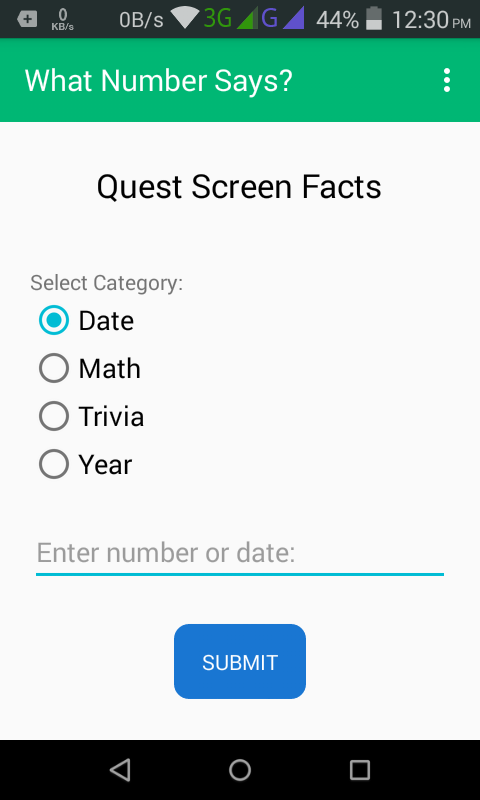 0 KB/s 0B/s 3G G 44% 12:30 PM
What Number Says?
Quest Screen Facts
Select Category:
Date
Math
Trivia
Year
Enter number or date:
SUBMIT